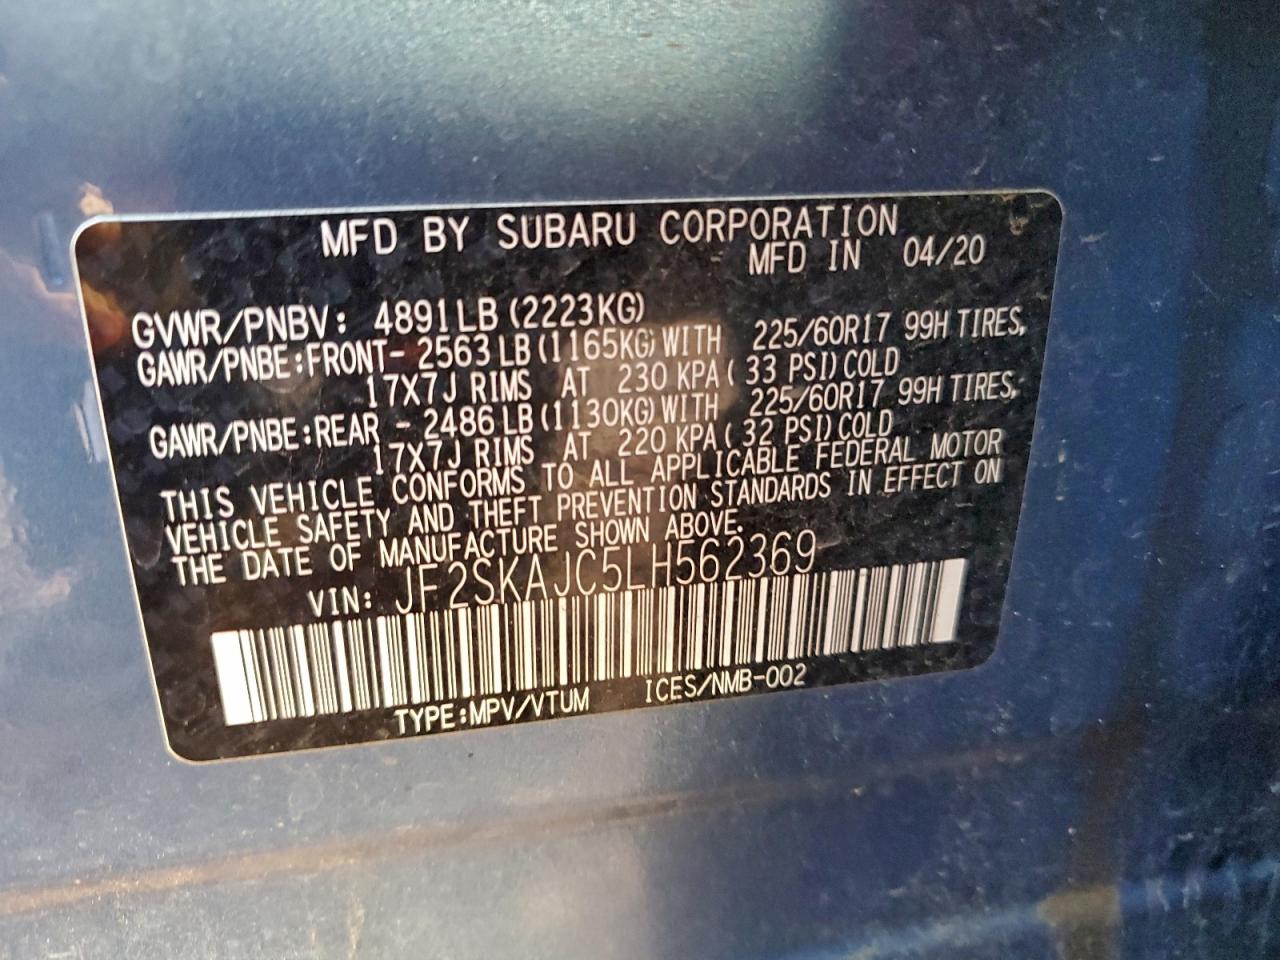 MFD BY SUBARU CORPORATION
MFD IN 04/20
GVWR/PNBV: 4891LB (2223KG)
GAWR/PNBE:FRONT- 2563 LB (1165KG) WITH 225/60R17 99H TIRES,
17X7J RIMS AT 230 KPA ( 33 PSI) COLD
GAWR/PNBE:REAR - 2486 LB (1130KG) WITH 225/60R17 99H TIRES,
17X7J RIMS AT 220 KPA ( 32 PSI) COLD
THIS VEHICLE CONFORMS TO ALL APPLICABLE FEDERAL MOTOR
VEHICLE SAFETY AND THEFT PREVENTION STANDARDS IN EFFECT ON
THE DATE OF MANUFACTURE SHOWN ABOVE.
VIN: JF2SKAJC5LH562369
TYPE:MPV/VTUM ICES/NMB-002